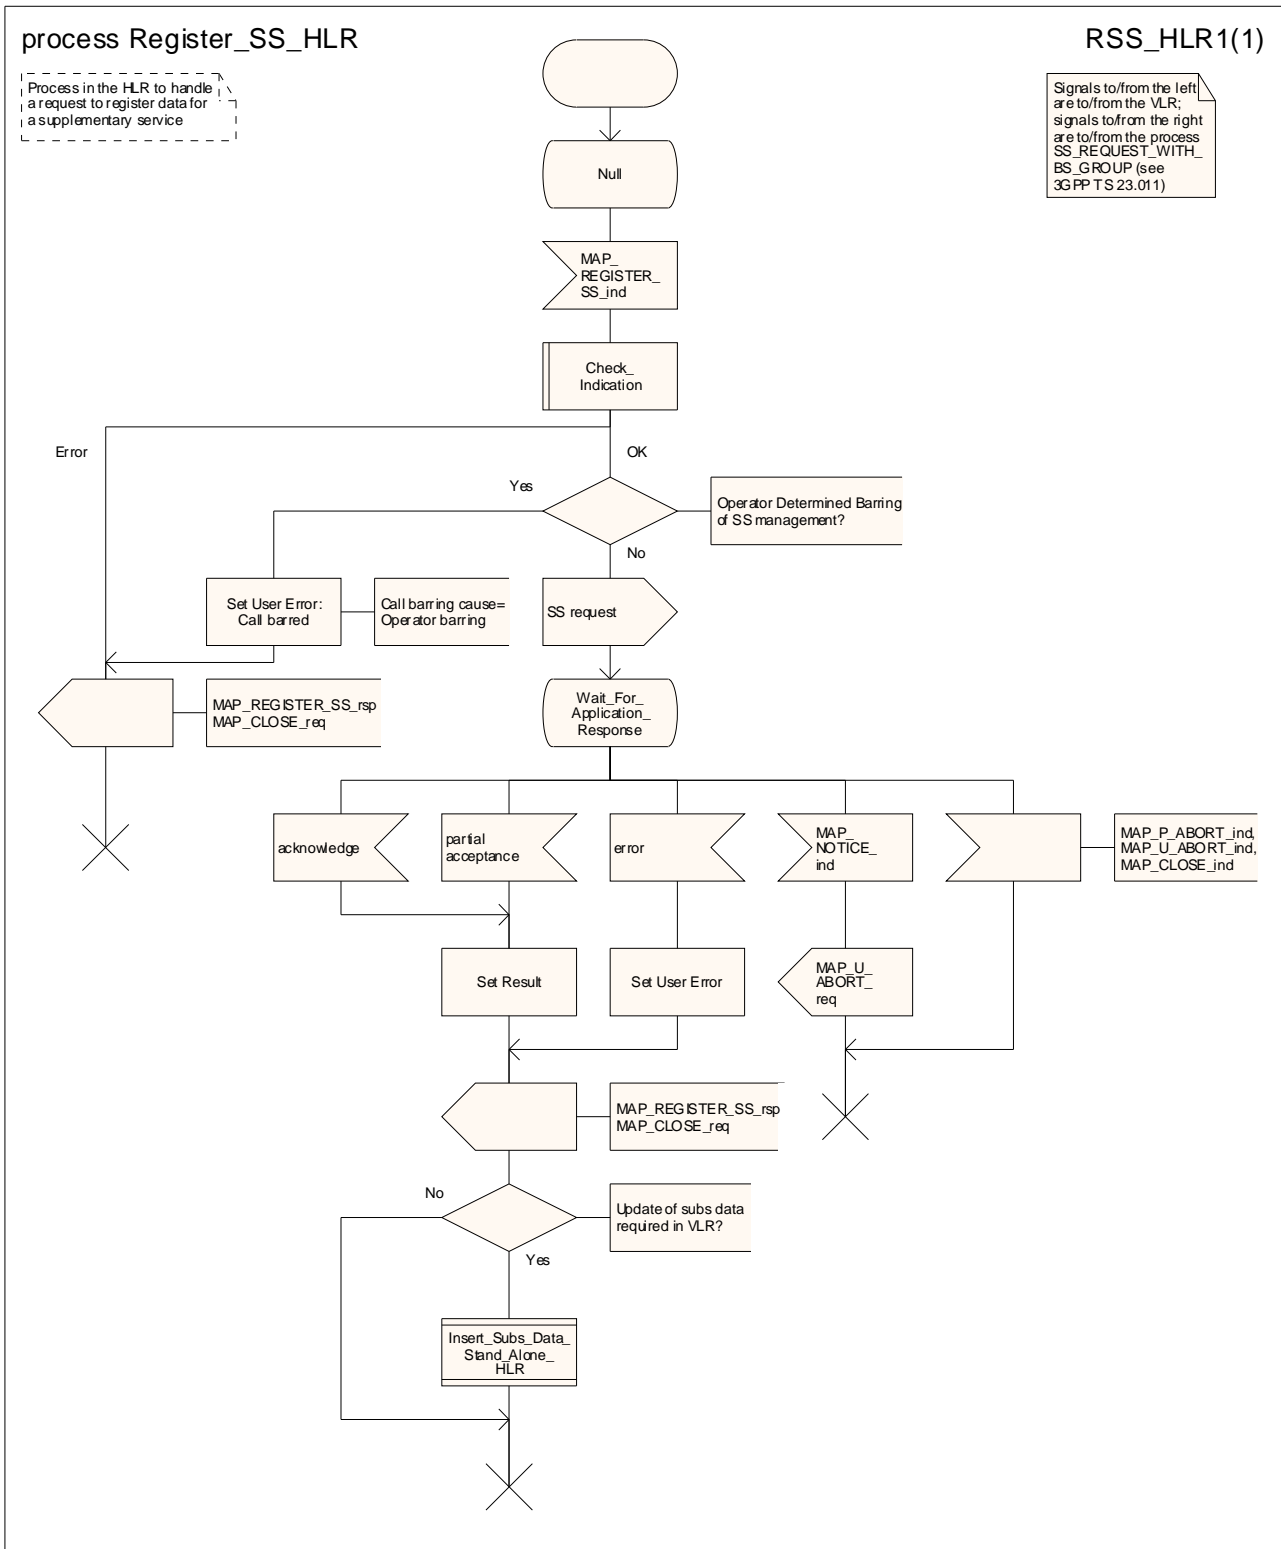 process Register_SS_HLR
RSS_HLR1(1)
Process in the HLR to handle
a request to register data for
a supplementary service
Signals to/from the left
are to/from the VLR;
signals to/from the right
are to/from the process
SS_REQUEST_WITH_
BS_GROUP (see
3GPP TS 23.011)
Null
MAP_
REGISTER_
SS_ind
Check_
Indication
Error
OK
Yes
Operator Determined Barring
of SS management?
No
Set User Error:
Call barred
Call barring cause=
Operator barring
SS request
MAP_REGISTER_SS_rsp
MAP_CLOSE_req
Wait_For_
Application_
Response
acknowledge
partial
acceptance
error
MAP_
NOTICE_
ind
MAP_P_ABORT_ind,
MAP_U_ABORT_ind,
MAP_CLOSE_ind
Set Result
Set User Error
MAP_U_
ABORT_
req
MAP_REGISTER_SS_rsp
MAP_CLOSE_req
No
Update of subs data
required in VLR?
Yes
Insert_Subs_Data_
Stand_Alone_
HLR